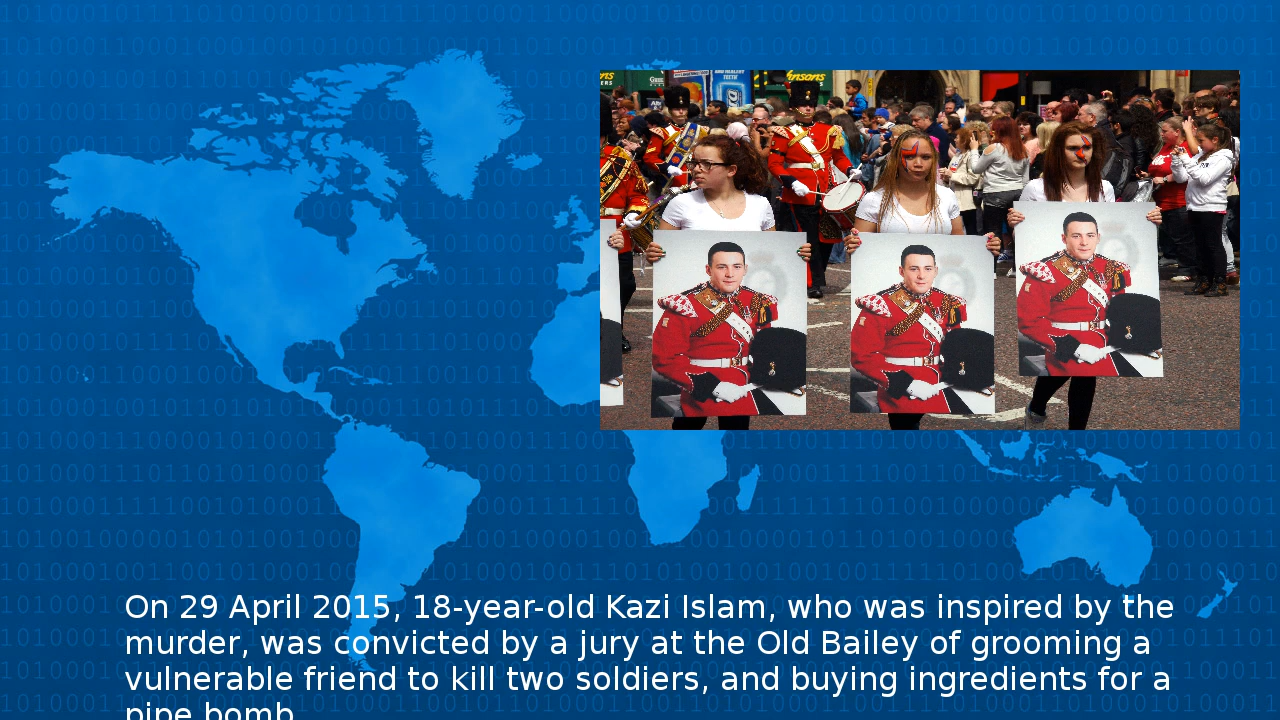 On 29 April 2015, 18-year-old Kazi Islam, who was inspired by the
murder, was convicted by a jury at the Old Bailey of grooming a
vulnerable friend to kill two soldiers, and buying ingredients for a
pipe bomb